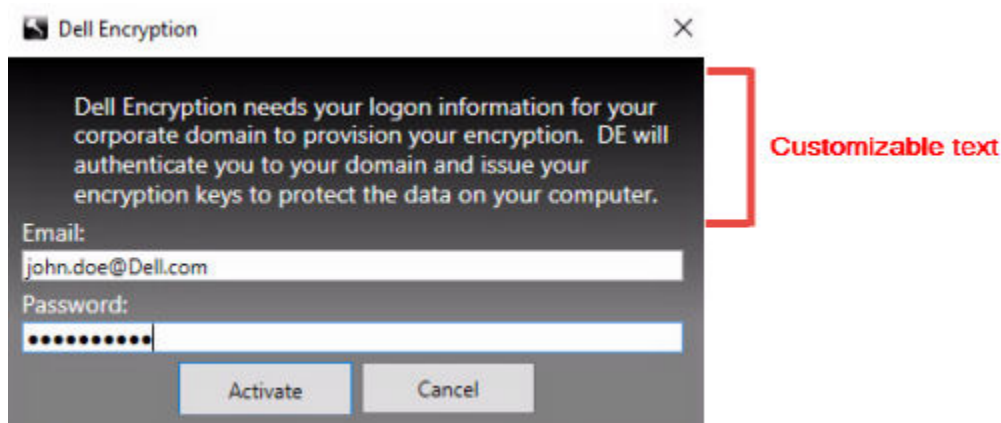 Dell Encryption
Dell Encryption needs your logon information for your
corporate domain to provision your encryption.  DE will
authenticate you to your domain and issue your
encryption keys to protect the data on your computer.
Customizable text
Email:
john.doe@Dell.com
Password:
●●●●●●●●●●
Activate
Cancel